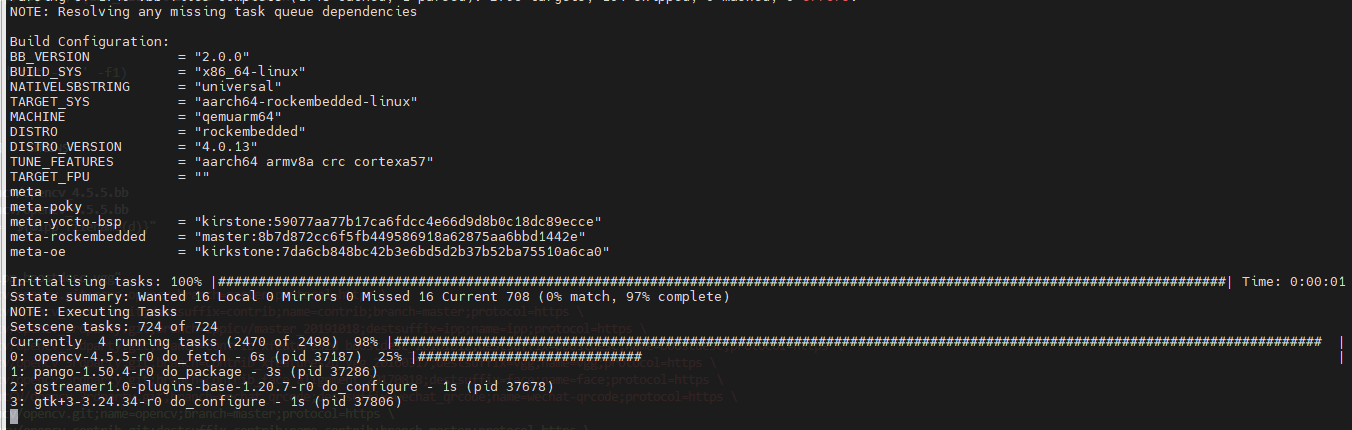 NOTE: Resolving any missing task queue dependencies
Build Configuration:
BB_VERSION = "2.0.0"
BUILD_SYS = "x86_64-linux"
NATIVELSBSTRING = "universal"
TARGET_SYS = "aarch64-rockembedded-linux"
MACHINE = "qemuarm64"
DISTRO = "rockembedded"
DISTRO_VERSION = "4.0.13"
TUNE_FEATURES = "aarch64 armv8a crc cortexa57"
TARGET_FPU = ""
meta
meta-poky
meta-yocto-bsp = "kirstone:59077aa77b17ca6fdcc4e66d9d8b0c18dc89ecce"
meta-rockembedded = "master:8b7d872cc6f5fb449586918a62875aa6bbd1442e"
meta-oe = "kirkstone:7da6cb848bc42b3e6bd5d2b37b52ba75510a6ca0"
Initialising tasks: 100% |##############################################################################################################################| Time: 0:00:01
Sstate summary: Wanted 16 Local 0 Mirrors 0 Missed 16 Current 708 (0% match, 97% complete)
NOTE: Executing Tasks
Setscene tasks: 724 of 724
Currently 4 running tasks (2470 of 2498) 98% |#################################################################################################################### |
0: opencv-4.5.5-r0 do_fetch - 6s (pid 37187) 25% |############################ |
1: pango-1.50.4-r0 do_package - 3s (pid 37286)
2: gstreamer1.0-plugins-base-1.20.7-r0 do_configure - 1s (pid 37678)
3: gtk+3-3.24.34-r0 do_configure - 1s (pid 37806)